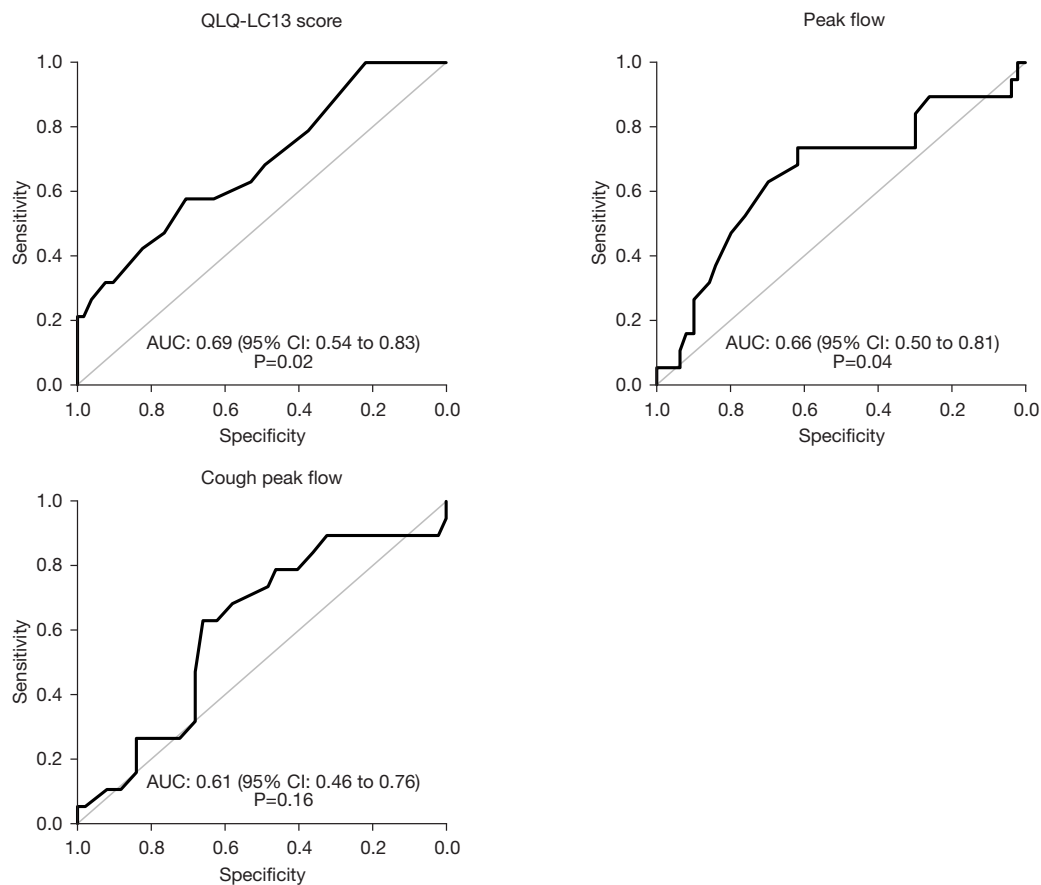 QLQ-LC13 score
1.0
0.8
0.6
0.4
0.2
0.0
Sensitivity
AUC: 0.69 (95% CI: 0.54 to 0.83)
P=0.02
1.0 0.8 0.6 0.4 0.2 0.0
Specificity
Peak flow
1.0
0.8
0.6
0.4
0.2
0.0
Sensitivity
AUC: 0.66 (95% CI: 0.50 to 0.81)
P=0.04
1.0 0.8 0.6 0.4 0.2 0.0
Specificity
Cough peak flow
1.0
0.8
0.6
0.4
0.2
0.0
Sensitivity
AUC: 0.61 (95% CI: 0.46 to 0.76)
P=0.16
1.0 0.8 0.6 0.4 0.2 0.0
Specificity